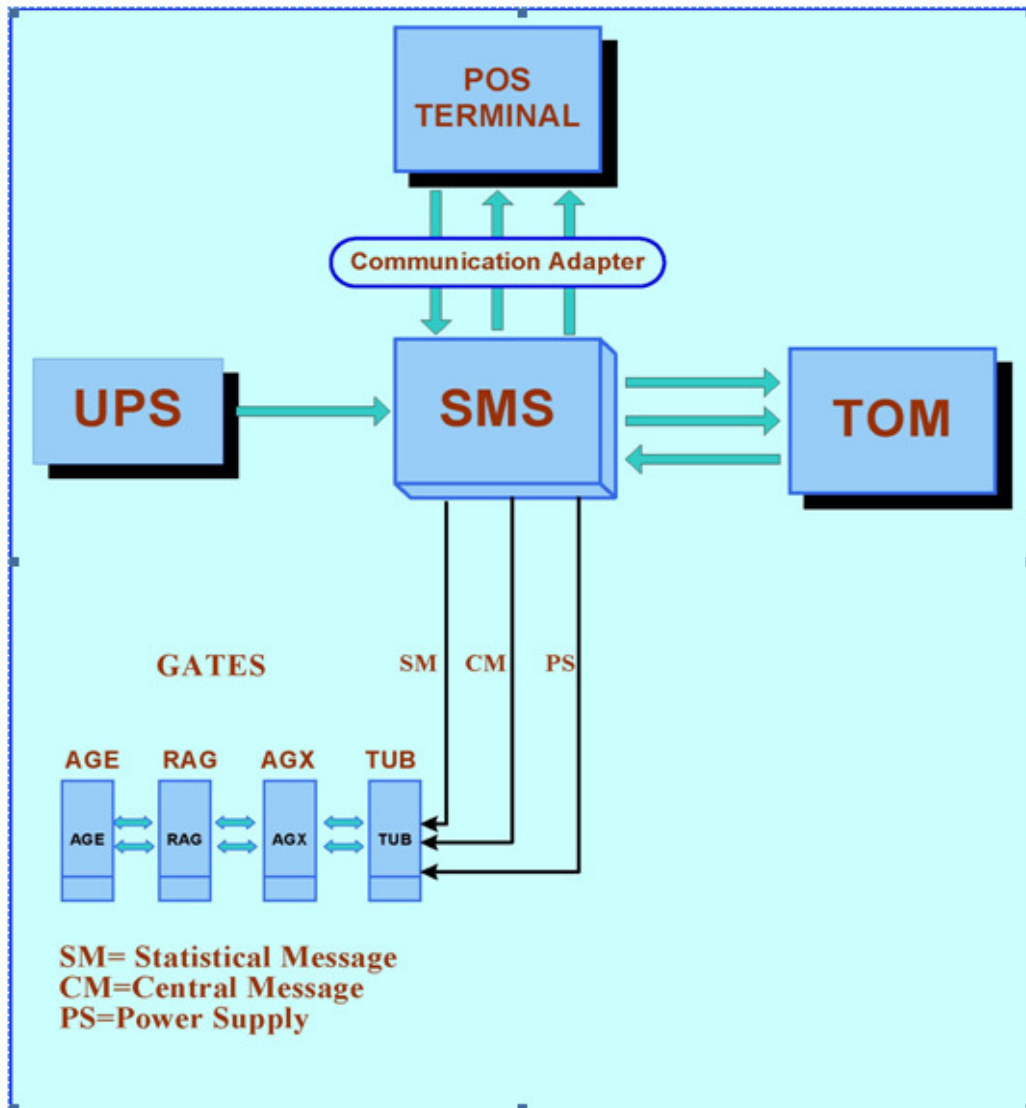 POS
TERMINAL
Communication Adapter
UPS
SMS
TOM
GATES
SM
CM
PS
AGE
RAG
AGX
TUB
AGE
RAG
AGX
TUB
SM= Statistical Message
CM=Central Message
PS=Power Supply